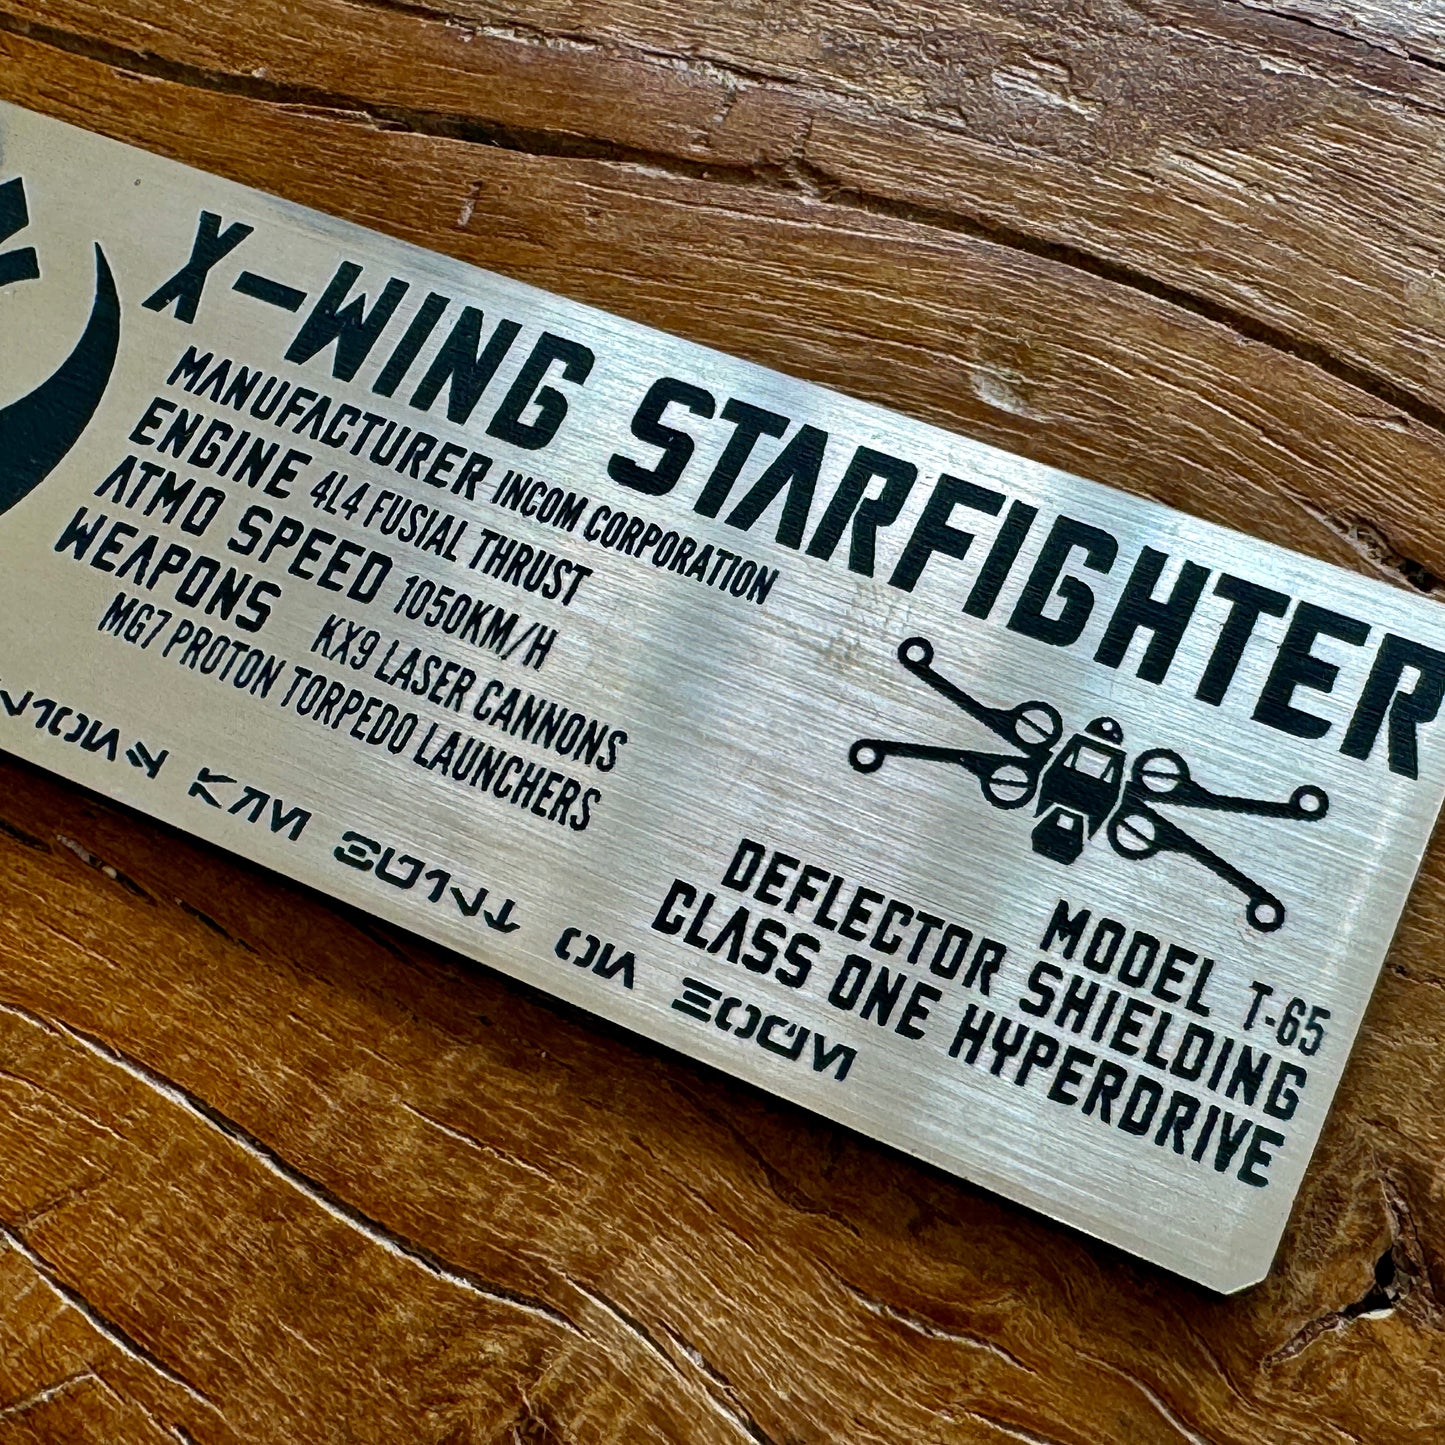 X-WING STARFIGHTER
MANUFACTURER INCOM CORPORATION
ENGINE 4L4 FUSIAL THRUST
ATMO SPEED 1050KM/H
WEAPONS KX9 LASER CANNONS
MG7 PROTON TORPEDO LAUNCHERS
MODEL T-65
DEFLECTOR SHIELDING
CLASS ONE HYPERDRIVE